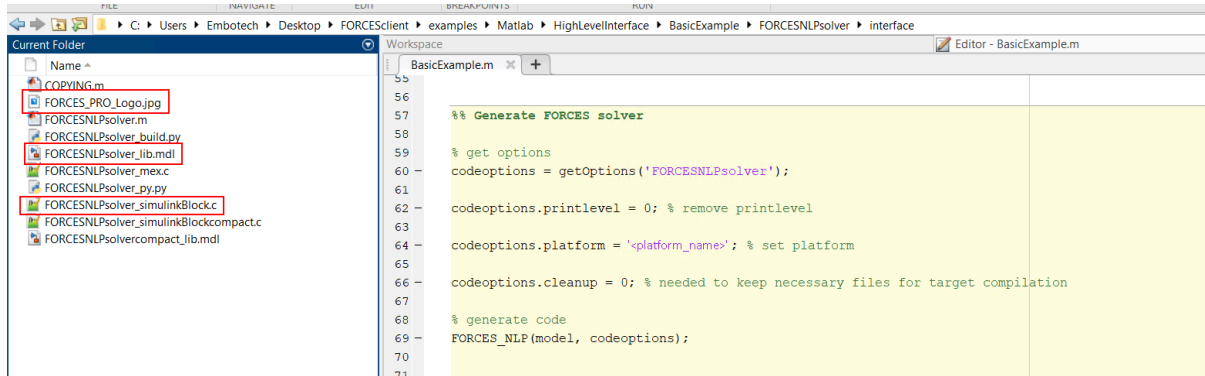 FILE NAVIGATE EDIT BREAKPOINTS RUN
C: Users Embotech Desktop FORCESclient examples Matlab HighLevelInterface BasicExample FORCESNLPsolver interface
Current Folder
Name
COPYING.m
FORCES_PRO_Logo.jpg
FORCESNLPsolver.m
FORCESNLPsolver_build.py
FORCESNLPsolver_lib.mdl
FORCESNLPsolver_mex.c
FORCESNLPsolver_py.py
FORCESNLPsolver_simulinkBlock.c
FORCESNLPsolver_simulinkBlockcompact.c
FORCESNLPsolvercompact_lib.mdl
Workspace
Editor - BasicExample.m
BasicExample.m
55
56
57 %% Generate FORCES solver
58
59 % get options
60 - codeoptions = getOptions('FORCESNLPsolver');
61
62 - codeoptions.printlevel = 0; % remove printlevel
63
64 - codeoptions.platform = '<platform_name>'; % set platform
65
66 - codeoptions.cleanup = 0; % needed to keep necessary files for target compilation
67
68 % generate code
69 - FORCES_NLP(model, codeoptions);
70
71